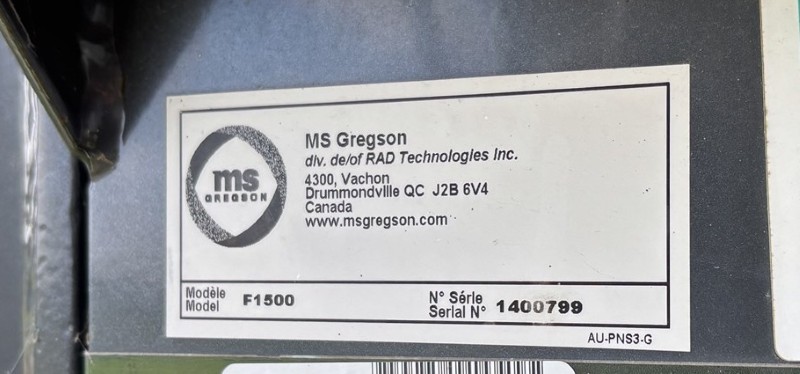 ms
GREGSON
MS Gregson
div. de/of RAD Technologies Inc.
4300, Vachon
Drummondville QC J2B 6V4
Canada
www.msgregson.com
Modèle
Model F1500
N° Série
Serial N° 1400799
AU-PNS3-G